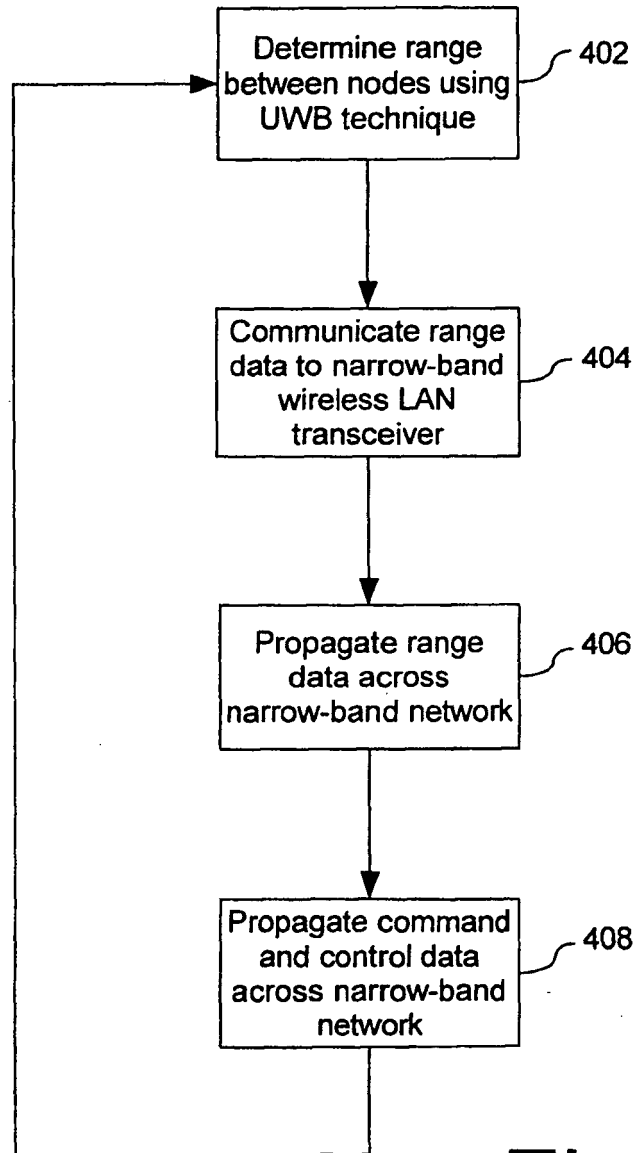 Determine range
between nodes using
UWB technique
402
Communicate range
data to narrow-band
wireless LAN
transceiver
404
Propagate range
data across
narrow-band network
406
Propagate command
and control data
across narrow-band
network
408